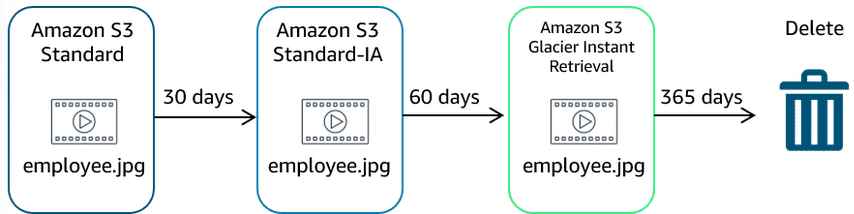 Amazon S3
Standard
employee.jpg
30 days
Amazon S3
Standard-IA
employee.jpg
60 days
Amazon S3
Glacier Instant
Retrieval
employee.jpg
365 days
Delete